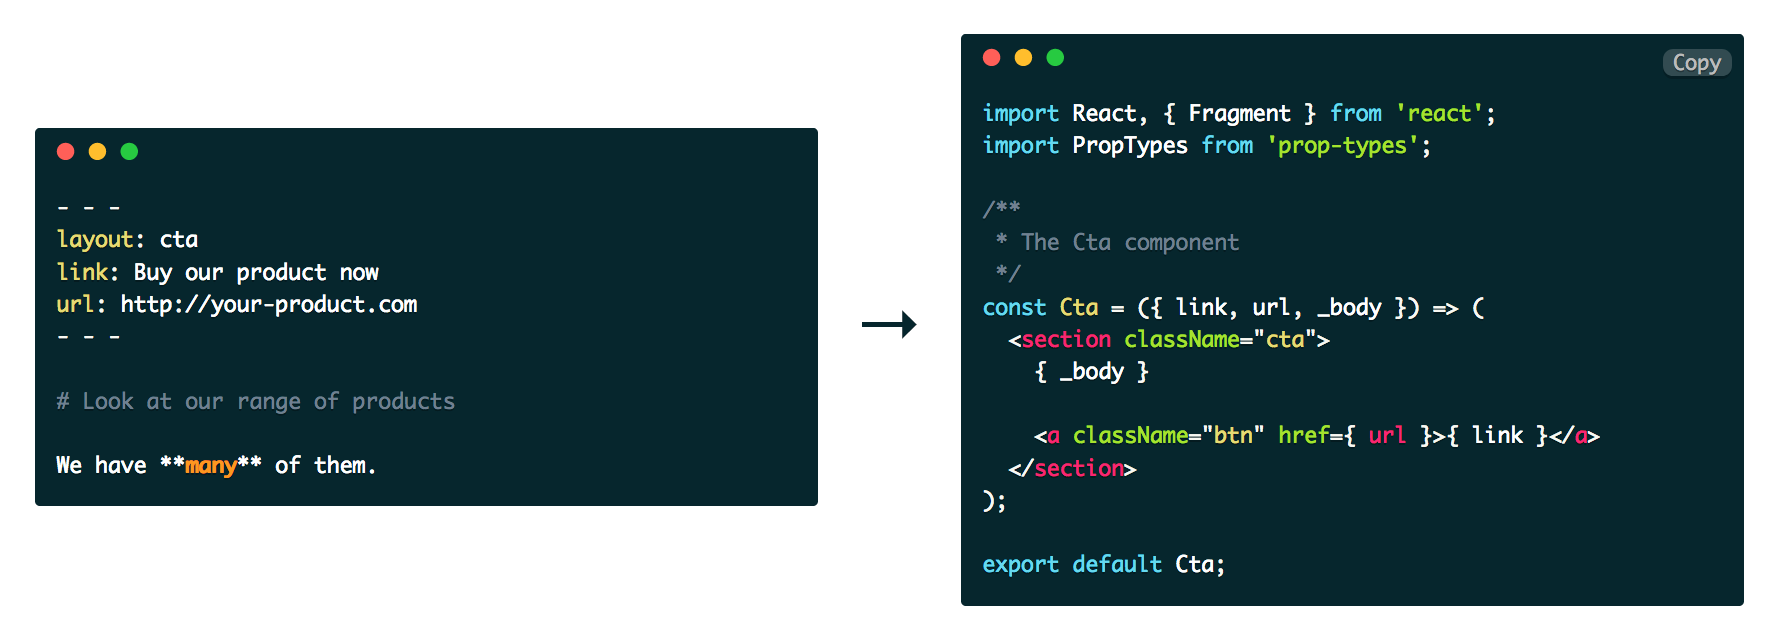 - - -
layout: cta
link: Buy our product now
url: http://your-product.com
- - -
# Look at our range of products
We have **many** of them.
Copy
import React, { Fragment } from 'react';
import PropTypes from 'prop-types';
/**
 * The Cta component
 */
const Cta = ({ link, url, _body }) => (
  <section className="cta">
    { _body }
    <a className="btn" href={ url }>{ link }</a>
  </section>
);
export default Cta;